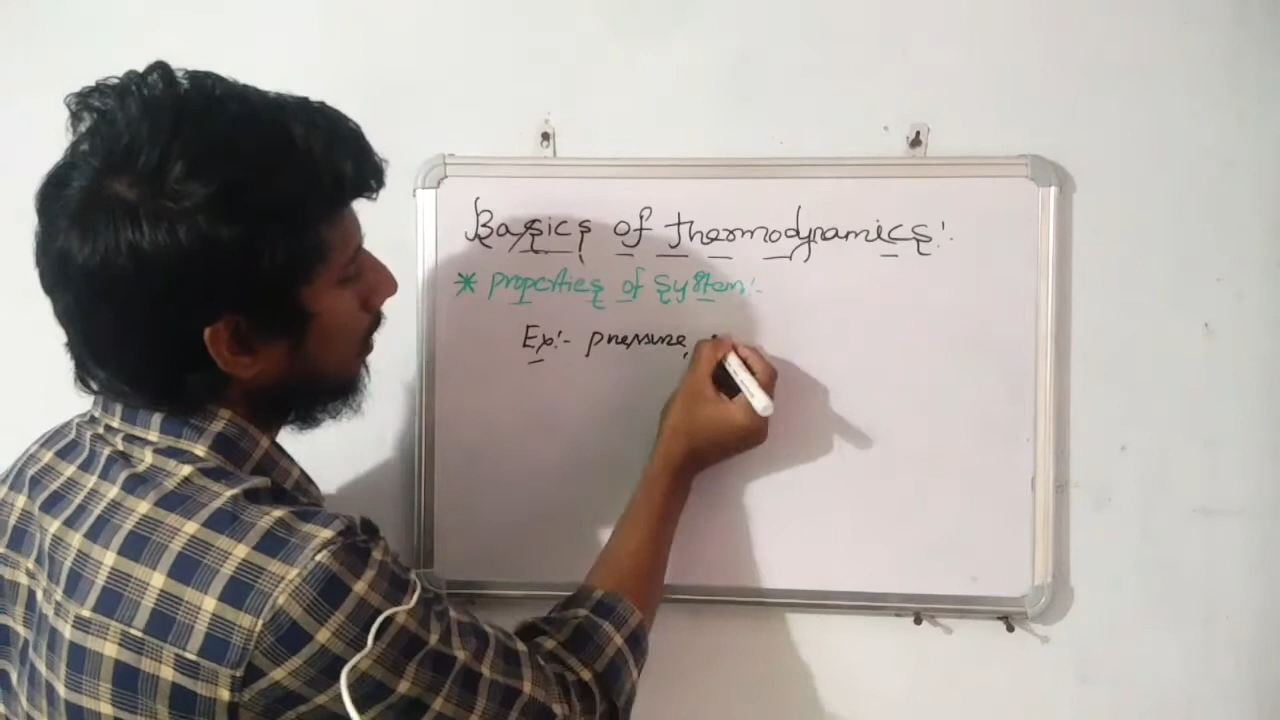 Basics of thermodynamics:-
* properties of system:-
Ex:- pressure,